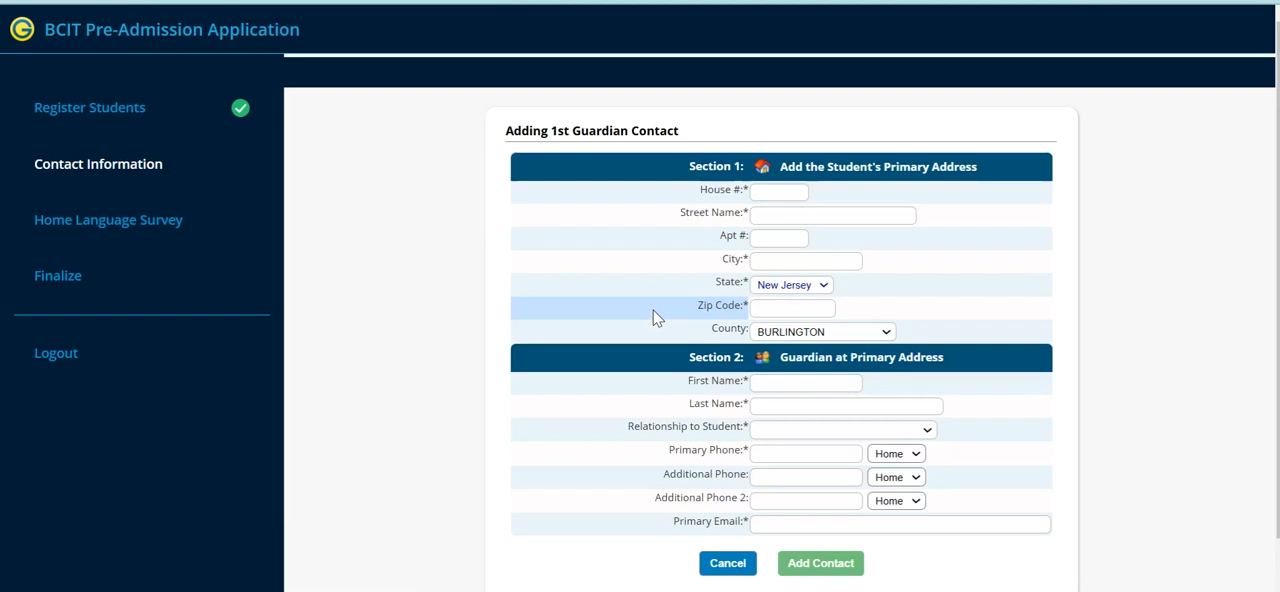 BCIT Pre-Admission Application
Register Students
Contact Information
Home Language Survey
Finalize
Logout
Adding 1st Guardian Contact
Section 1: Add the Student's Primary Address
House #:*
Street Name:*
Apt #:
City:*
State:* New Jersey
Zip Code:*
County: BURLINGTON
Section 2: Guardian at Primary Address
First Name:*
Last Name:*
Relationship to Student:*
Primary Phone:* Home
Additional Phone: Home
Additional Phone 2: Home
Primary Email:*
Cancel Add Contact